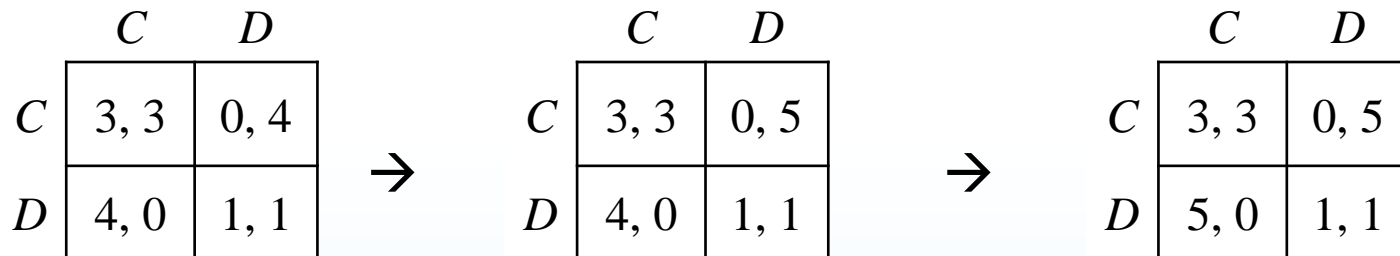 C D C D C D
C 3, 3 0, 4 C 3, 3 0, 5 C 3, 3 0, 5
→ →
D 4, 0 1, 1 D 4, 0 1, 1 D 5, 0 1, 1